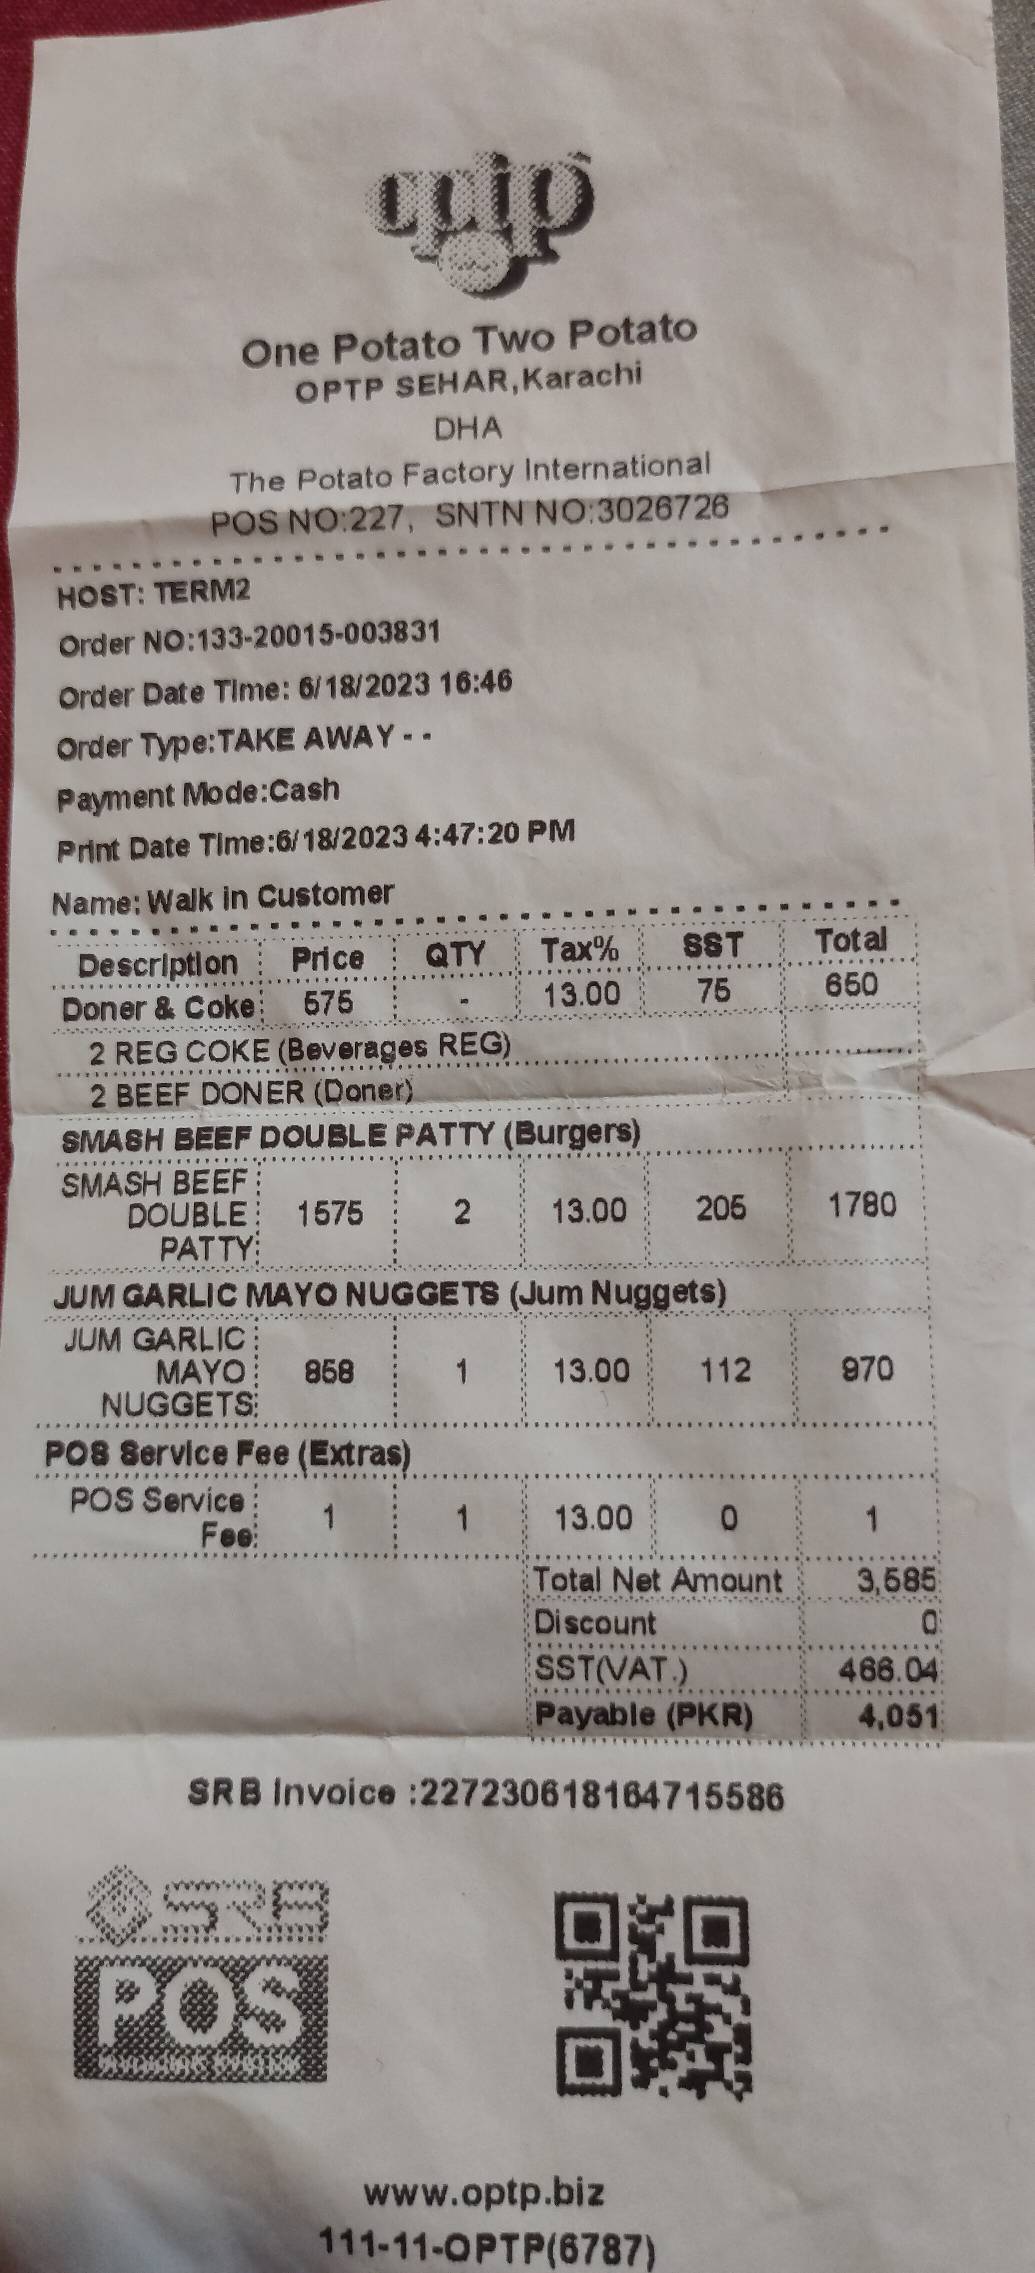 optp
One Potato Two Potato
OPTP SEHAR,Karachi
DHA
The Potato Factory International
POS NO:227, SNTN NO:3026726
HOST: TERM2
Order NO:133-20015-003831
Order Date Time: 6/18/2023 16:46
Order Type:TAKE AWAY - -
Payment Mode:Cash
Print Date Time:6/18/2023 4:47:20 PM
Name: Walk in Customer
Description Price QTY Tax% SST Total
Doner & Coke 575 - 13.00 75 650
2 REG COKE (Beverages REG)
2 BEEF DONER (Doner)
SMASH BEEF DOUBLE PATTY (Burgers)
SMASH BEEF
DOUBLE 1575 2 13.00 205 1780
PATTY
JUM GARLIC MAYO NUGGETS (Jum Nuggets)
JUM GARLIC
MAYO 858 1 13.00 112 970
NUGGETS
POS Service Fee (Extras)
POS Service
Fee 1 1 13.00 0 1
Total Net Amount 3,585
Discount 0
SST(VAT.) 466.04
Payable (PKR) 4,051
SRB Invoice :227230618164715586
SRB
POS
www.optp.biz
111-11-OPTP(6787)